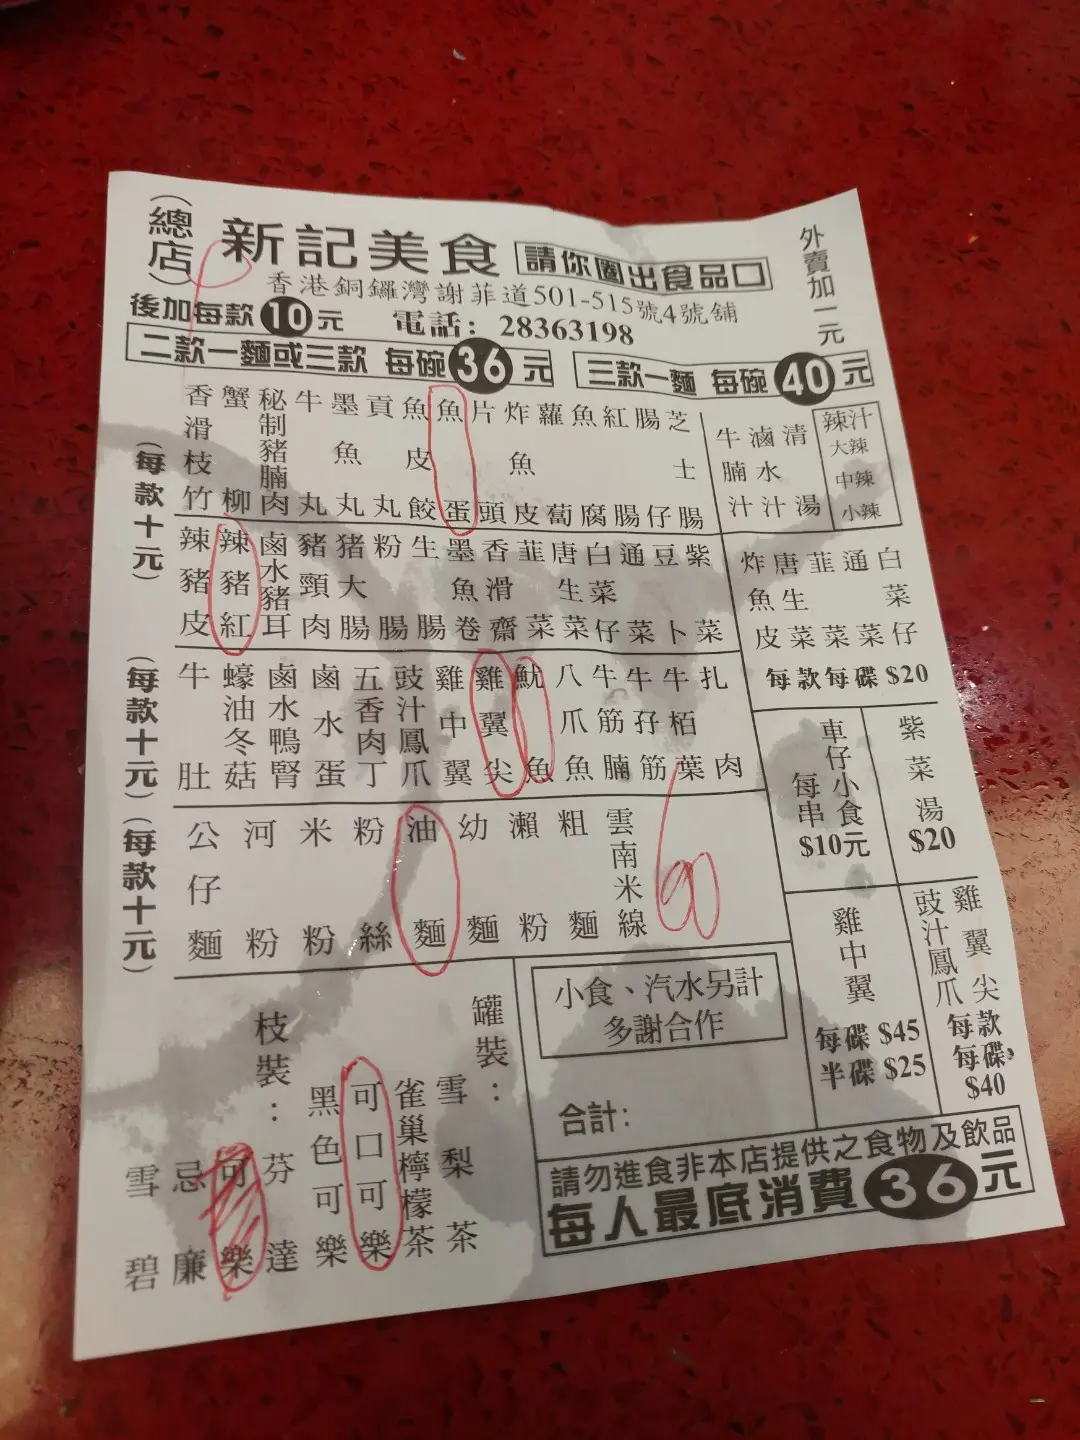 (總店)
新記美食
請你圈出食品口
外賣加一元
香港銅鑼灣謝菲道501-515號4號舖
後加每款10元
電話：28363198
二款一麵或三款 每碗36元
三款一麵 每碗40元
(每款十元)
香滑枝竹
蟹柳
秘制豬腩肉
牛丸
墨魚丸
貢丸
魚皮餃
魚蛋
片頭
炸魚皮
蘿蔔
魚腐
紅腸
腸仔
芝士腸
牛腩汁
滷水汁
清湯
辣汁
大辣
中辣
小辣
辣豬皮
辣豬紅
鹵水豬耳
豬頸肉
猪大腸
粉腸
生腸
墨魚卷
香滑齋
韮菜
唐生菜
白菜仔
通菜
豆卜
紫菜
炸魚皮
唐生菜
韮菜
通菜
白菜仔
每款每碟 $20
(每款十元)
牛肚
蠔油冬菇
鹵水鴨腎
鹵水蛋
五香肉丁
豉汁鳳爪
雞中翼
雞翼尖
魷魚
八爪魚
牛筋腩
牛孖筋
牛栢葉
扎肉
車仔小食
每串
$10元
紫菜湯
$20
(每款十元)
公仔麵
河粉
米粉
粉絲
油麵
幼麵
瀨粉
粗麵
雲南米線
60
雞中翼
每碟 $45
半碟 $25
豉汁鳳爪
雞翼尖
每款
每碟
$40
枝裝：
雪碧
忌廉
可樂
芬達
罐裝：
黑色可樂
可口可樂
雀巢檸檬茶
雪梨茶
小食、汽水另計
多謝合作
合計：
請勿進食非本店提供之食物及飲品
每人最底消費36元